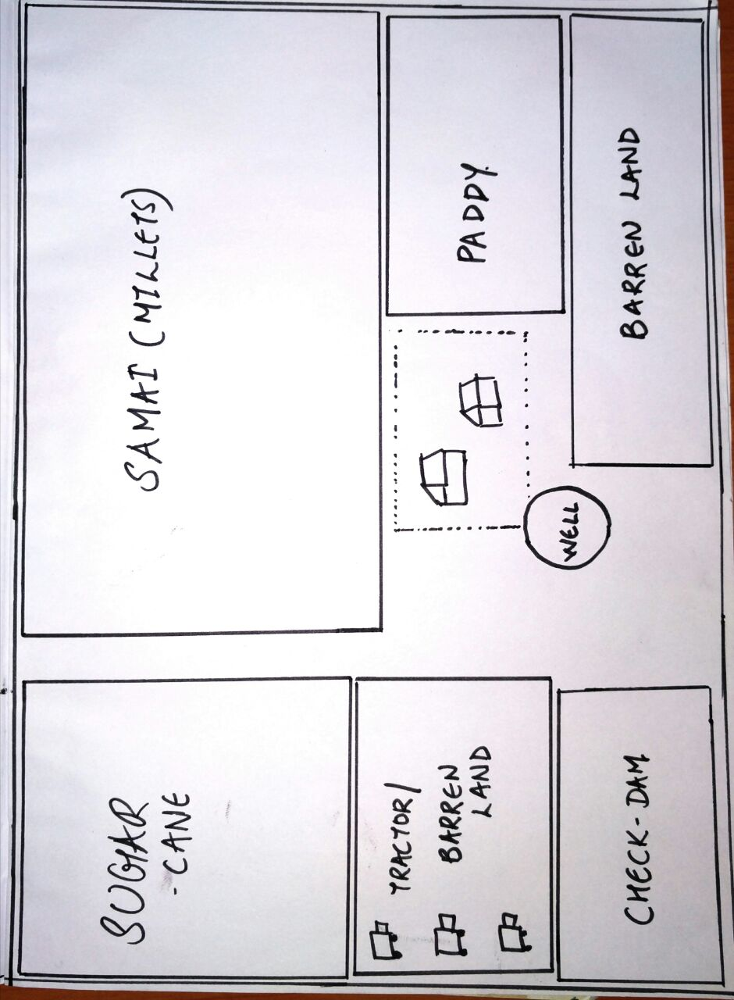 SUGAR
-CANE
SAMAI (MILLETS)
TRACTOR/
BARREN
LAND
PADDY
WELL
CHECK-DAM
BARREN LAND